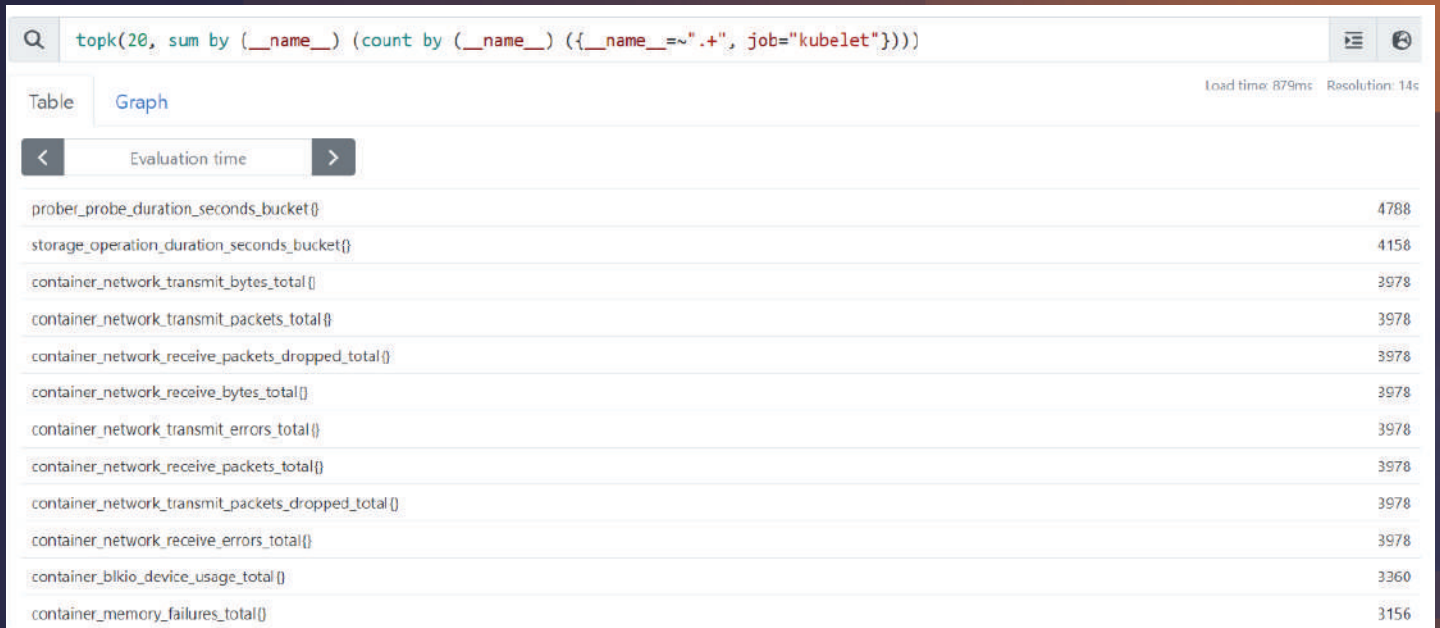 topk(20, sum by (__name__) (count by (__name__) ({__name__=~".+", job="kubelet"})))
Load time: 879ms Resolution: 14s
Table Graph
Evaluation time
prober_probe_duration_seconds_bucket{} 4788
storage_operation_duration_seconds_bucket{} 4158
container_network_transmit_bytes_total{} 3978
container_network_transmit_packets_total{} 3978
container_network_receive_packets_dropped_total{} 3978
container_network_receive_bytes_total{} 3978
container_network_transmit_errors_total{} 3978
container_network_receive_packets_total{} 3978
container_network_transmit_packets_dropped_total{} 3978
container_network_receive_errors_total{} 3978
container_blkio_device_usage_total{} 3360
container_memory_failures_total{} 3156